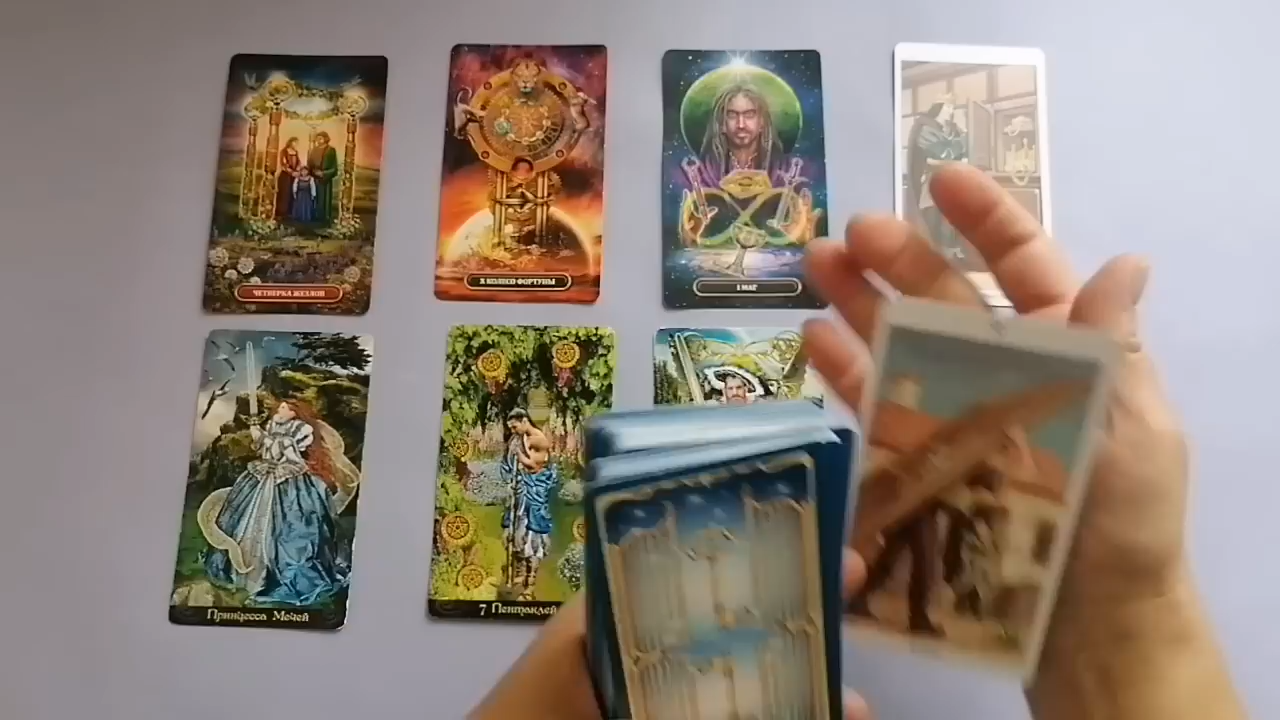 ЧЕТВЕРКА ЖЕЗЛОВ
X КОЛЕСО ФОРТУНЫ
I МАГ
Принцесса Мечей
7 Пентаклей